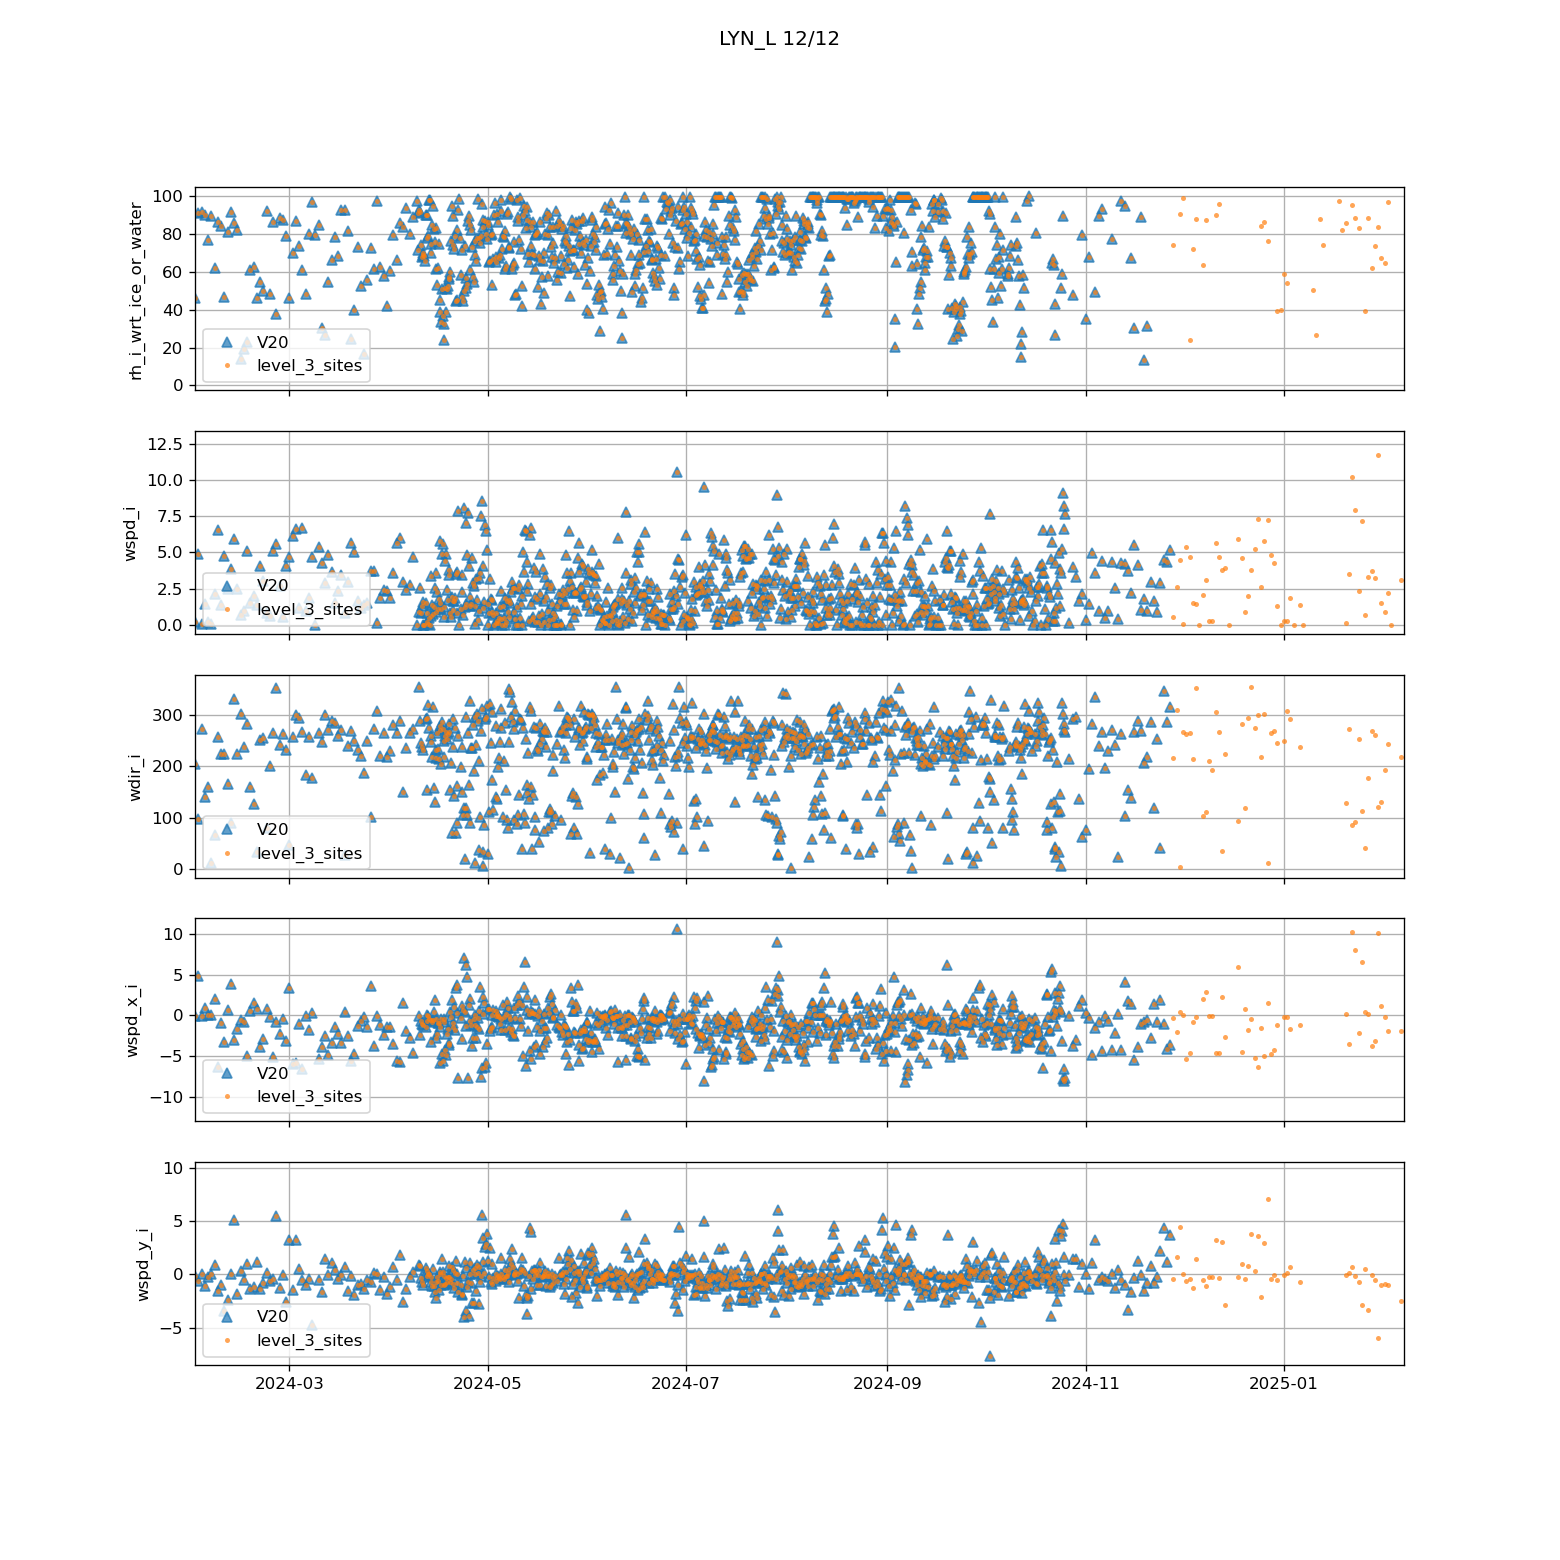 LYN_L 12/12
rh_i_wrt_ice_or_water
100
80
60
40
20
0
V20
level_3_sites
wspd_i
12.5
10.0
7.5
5.0
2.5
0.0
V20
level_3_sites
wdir_i
300
200
100
0
V20
level_3_sites
wspd_x_i
10
5
0
−5
−10
V20
level_3_sites
wspd_y_i
10
5
0
−5
V20
level_3_sites
2024-03 2024-05 2024-07 2024-09 2024-11 2025-01